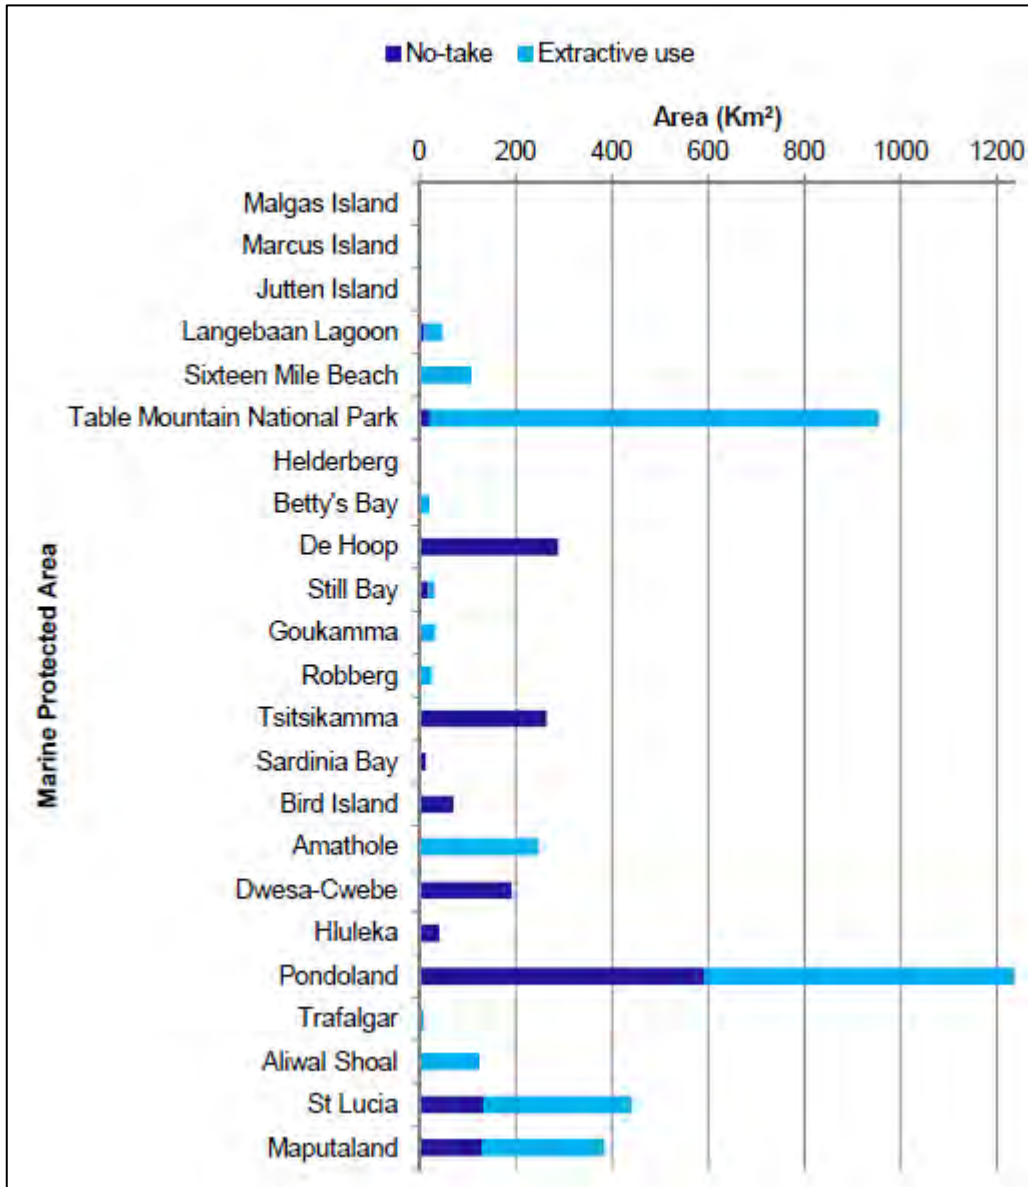 No-take Extractive use
Area (Km²)
0 200 400 600 800 1000 1200
Malgas Island
Marcus Island
Jutten Island
Langebaan Lagoon
Sixteen Mile Beach
Table Mountain National Park
Helderberg
Betty's Bay
De Hoop
Still Bay
Goukamma
Robberg
Tsitsikamma
Sardinia Bay
Bird Island
Amathole
Dwesa-Cwebe
Hluleka
Pondoland
Trafalgar
Aliwal Shoal
St Lucia
Maputaland
Marine Protected Area